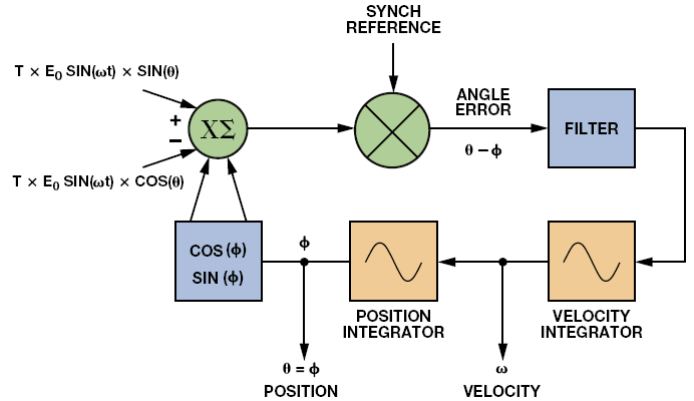 SYNCH
REFERENCE
T × E₀ SIN(ωt) × SIN(θ)
ANGLE
ERROR
+
−
XΣ
FILTER
θ − ϕ
T × E₀ SIN(ωt) × COS(θ)
COS (ϕ)
SIN (ϕ)
ϕ
POSITION
INTEGRATOR
VELOCITY
INTEGRATOR
θ = ϕ
POSITION
ω
VELOCITY